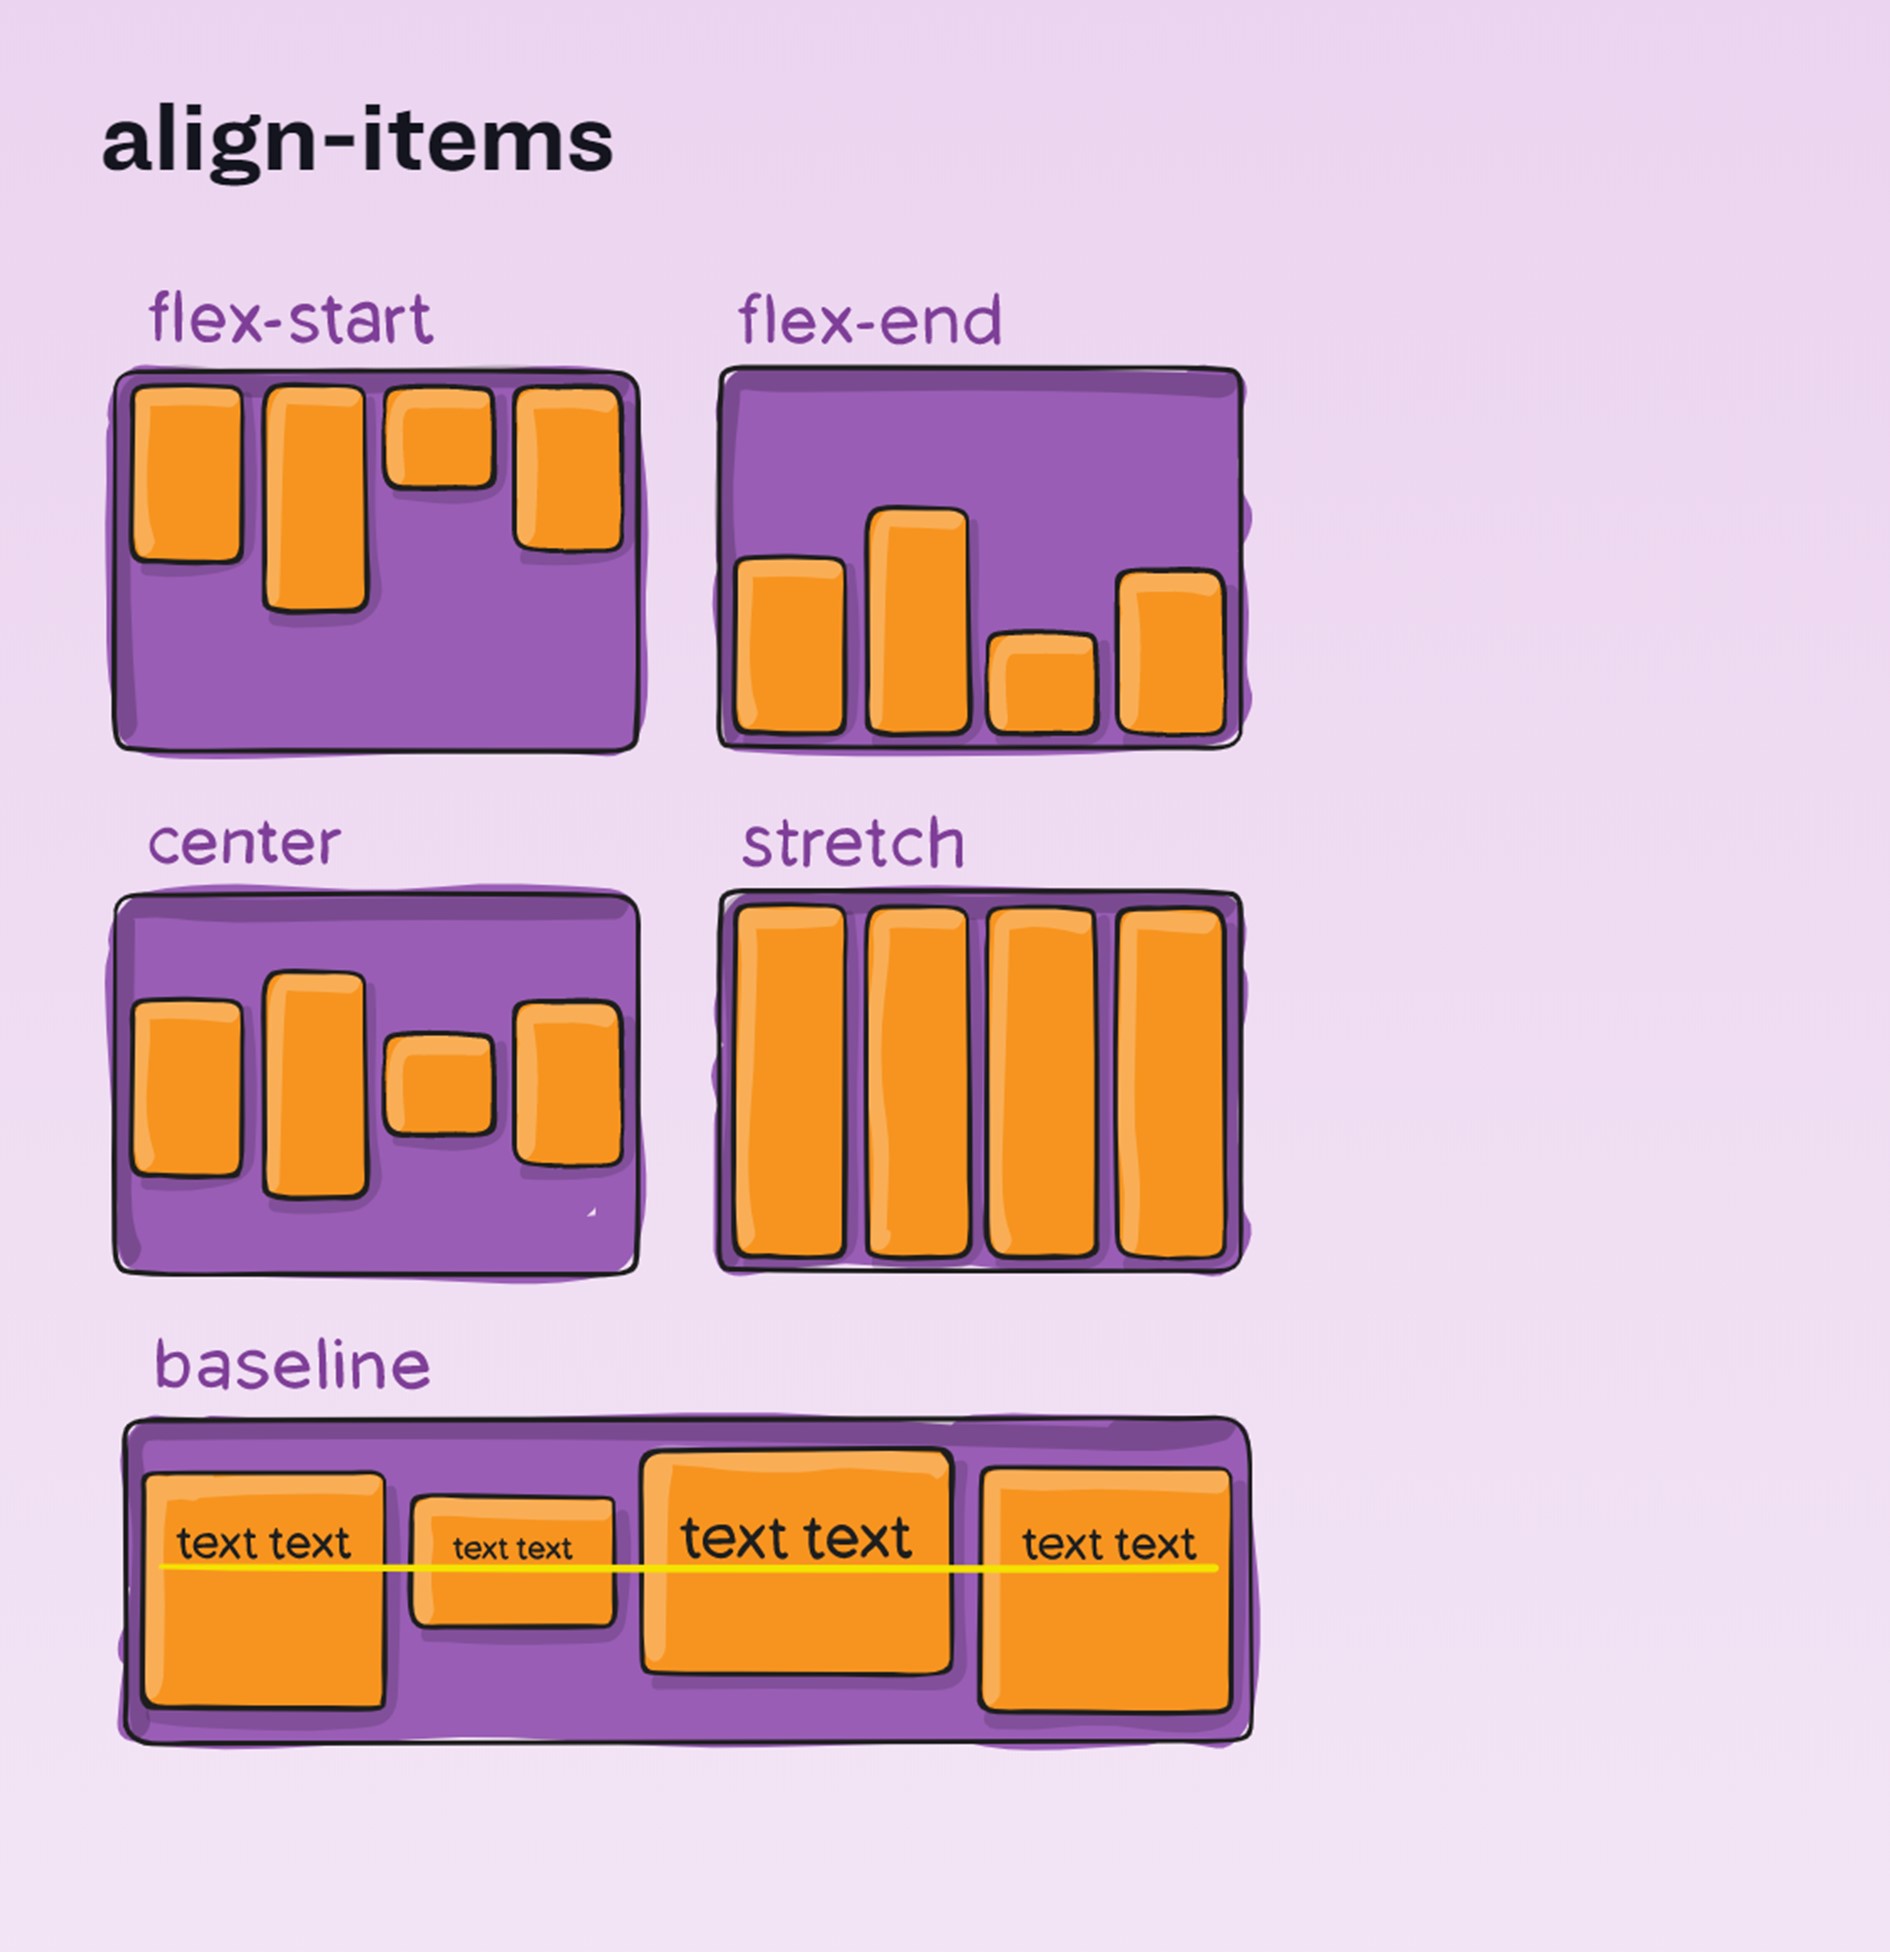 align-items
flex-start
flex-end
center
stretch
baseline
text text
text text
text text
text text